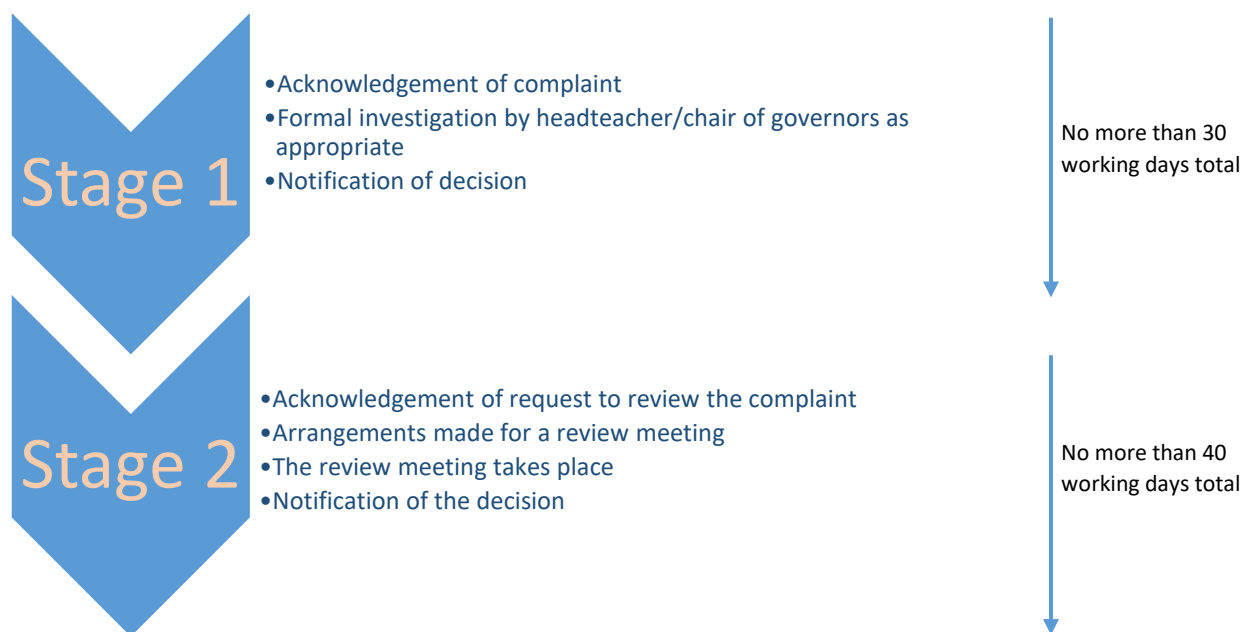 Stage 1
•Acknowledgement of complaint
•Formal investigation by headteacher/chair of governors as
appropriate
•Notification of decision
No more than 30
working days total
Stage 2
•Acknowledgement of request to review the complaint
•Arrangements made for a review meeting
•The review meeting takes place
•Notification of the decision
No more than 40
working days total